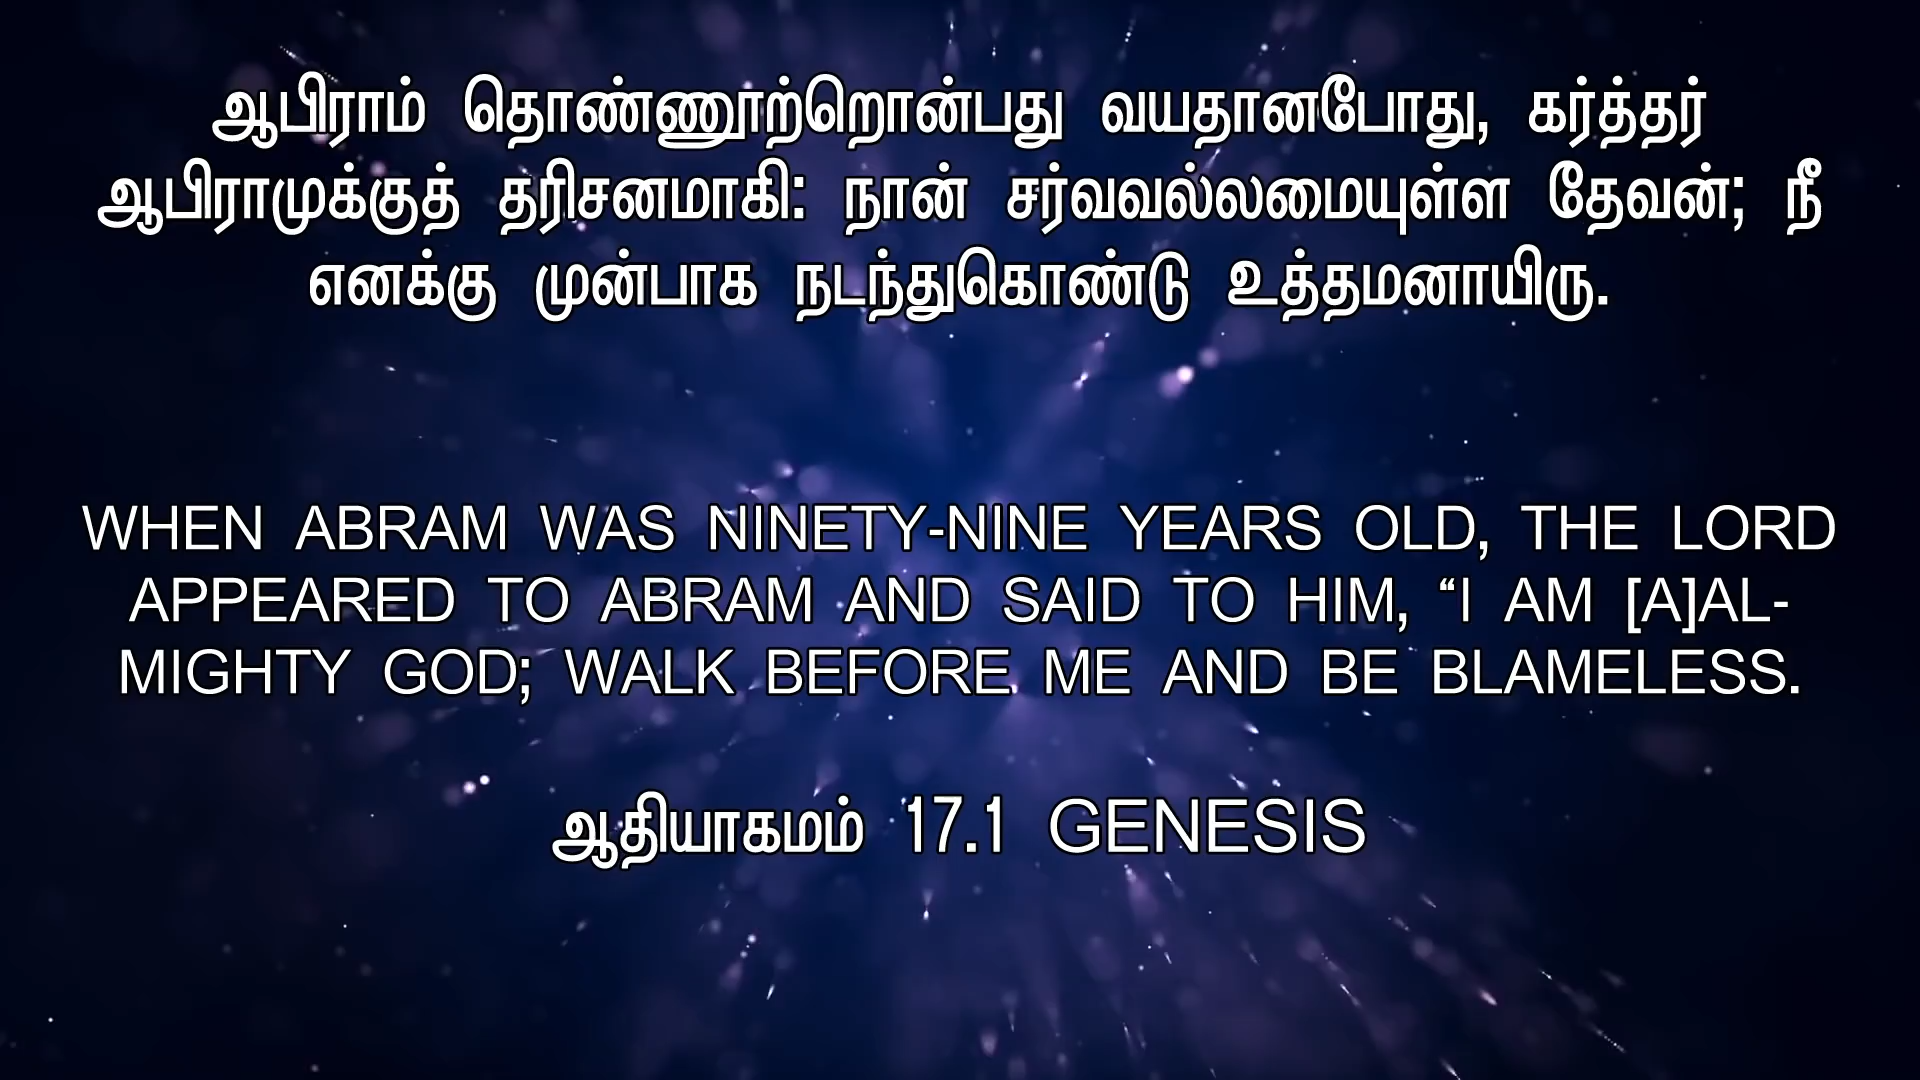 ஆபிராம் தொண்ணூற்றொன்பது வயதானபோது, கர்த்தர்
ஆபிராமுக்குத் தரிசனமாகி: நான் சர்வவல்லமையுள்ள தேவன்; நீ
எனக்கு முன்பாக நடந்துகொண்டு உத்தமனாயிரு.
WHEN ABRAM WAS NINETY-NINE YEARS OLD, THE LORD
APPEARED TO ABRAM AND SAID TO HIM, “I AM [A]AL-
MIGHTY GOD; WALK BEFORE ME AND BE BLAMELESS.
ஆதியாகமம் 17.1 GENESIS